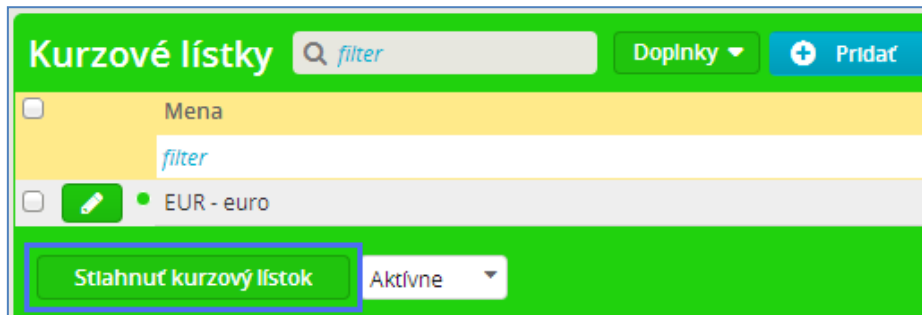 Kurzové lístky filter Doplnky Pridať
Mena
filter
EUR - euro
Stiahnuť kurzový lístok Aktívne